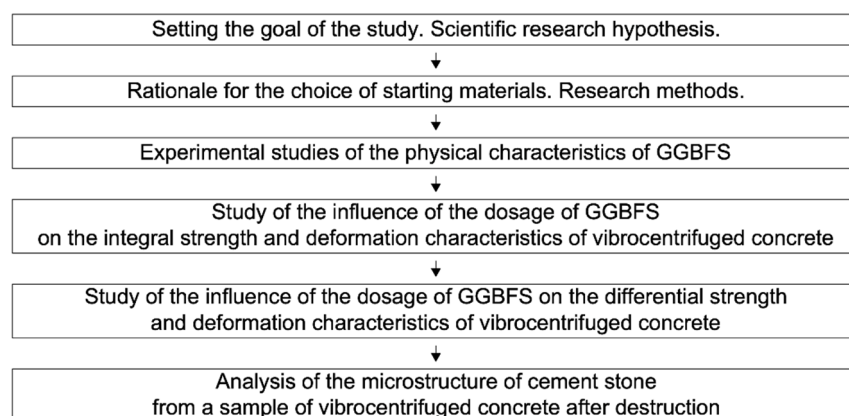 Setting the goal of the study. Scientific research hypothesis.
Rationale for the choice of starting materials. Research methods.
Experimental studies of the physical characteristics of GGBFS
Study of the influence of the dosage of GGBFS
on the integral strength and deformation characteristics of vibrocentrifuged concrete
Study of the influence of the dosage of GGBFS on the differential strength
and deformation characteristics of vibrocentrifuged concrete
Analysis of the microstructure of cement stone
from a sample of vibrocentrifuged concrete after destruction